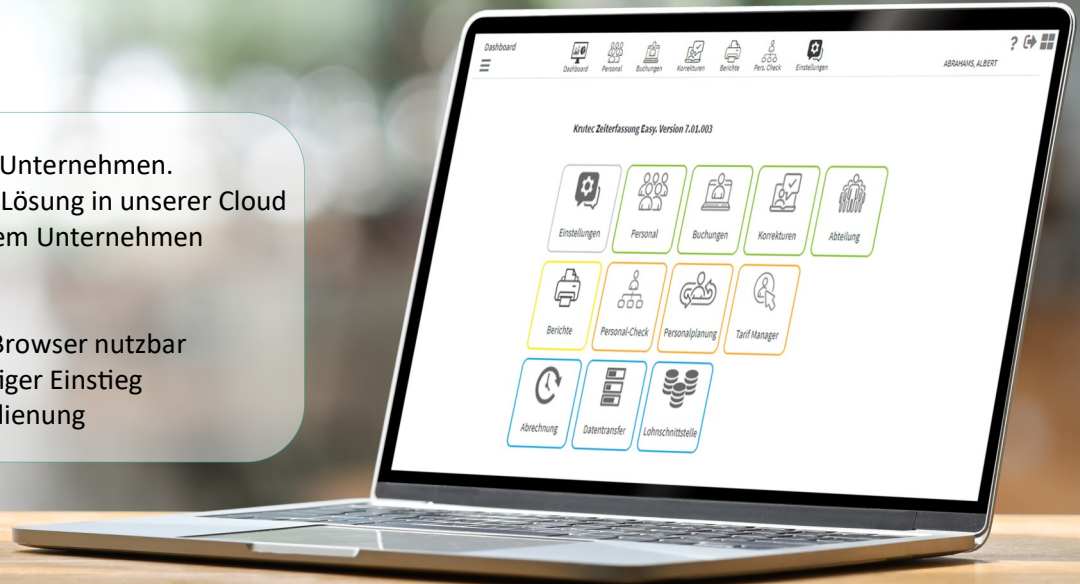 Unternehmen.
Lösung in unserer Cloud
em Unternehmen
Browser nutzbar
iger Einstieg
dienung
Dashboard
Dashboard Personal Buchungen Korrekturen Berichte Pers. Check Einstellungen
ABRAHAMS, ALBERT
?
Krutec Zeiterfassung Easy. Version 7.01.003
Einstellungen Personal Buchungen Korrekturen Abteilung
Berichte Personal-Check Personalplanung Tarif Manager
Abrechnung Datentransfer Lohnschnittstelle